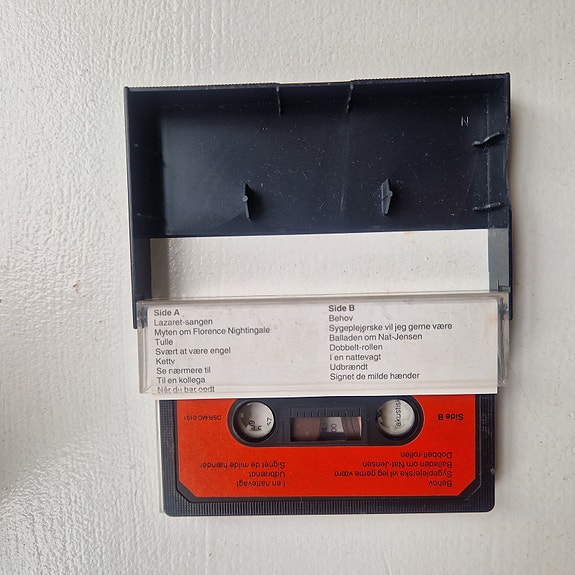 Side A
Lazaret-sangen
Myten om Florence Nightingale
Tulle
Svært at være engel
Ketty
Se nærmere til
Til en kollega
Når du har ondt
Side B
Behov
Sygeplejerske vil jeg gerne være
Balladen om Nat-Jensen
Dobbelt-rollen
I en nattevagt
Udbrændt
Signet de milde hænder
Side B
Behov
Sygeplejerske vil jeg gerne være
Balladen om Nat-Jensen
Dobbelt-rollen
I en nattevagt
Udbrændt
Signet de milde hænder